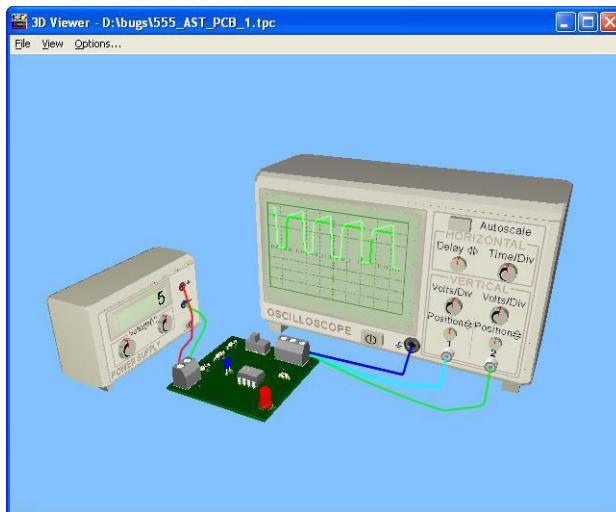 3D Viewer - D:\bugs\555_AST_PCB_1.tpc
File View Options...
Autoscale
HORIZONTAL
Delay Time/Div
VERTICAL
Volts/Div Volts/Div
Position Position
1 2
OSCILLOSCOPE
5
POWER SUPPLY